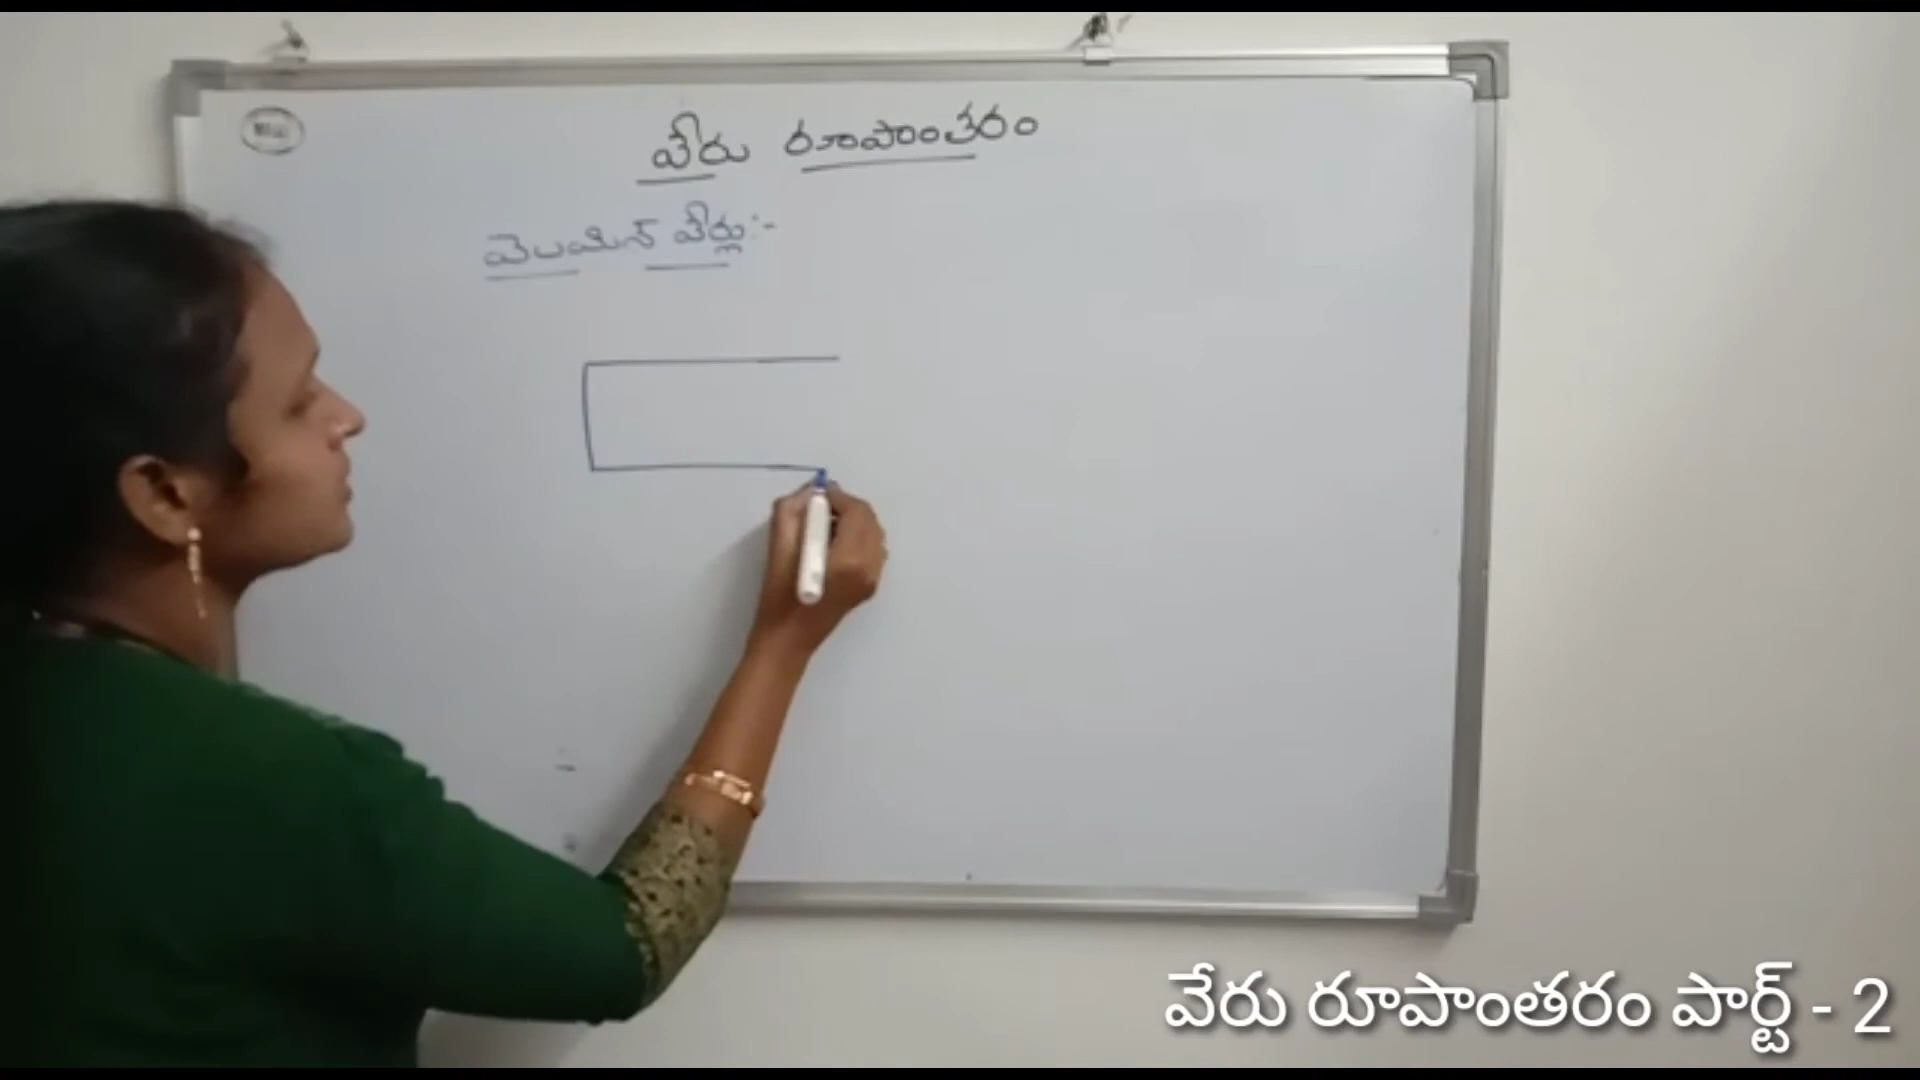 వేరు రూపాంతరం
వెలమిన్ వేర్లు:-
వేరు రూపాంతరం పార్ట్ - 2